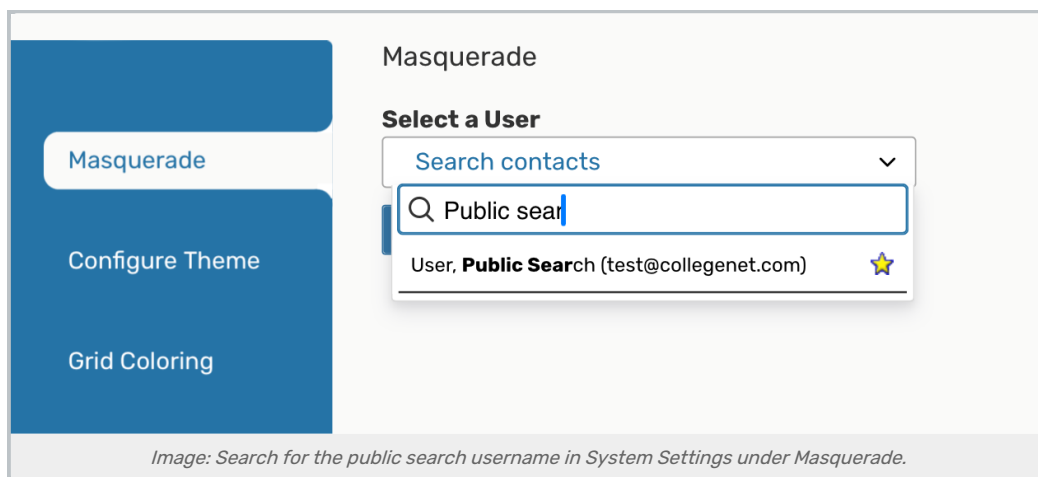 Masquerade
Configure Theme
Grid Coloring
Masquerade
Select a User
Search contacts
Public sear
User, Public Search (test@collegenet.com)
Image: Search for the public search username in System Settings under Masquerade.